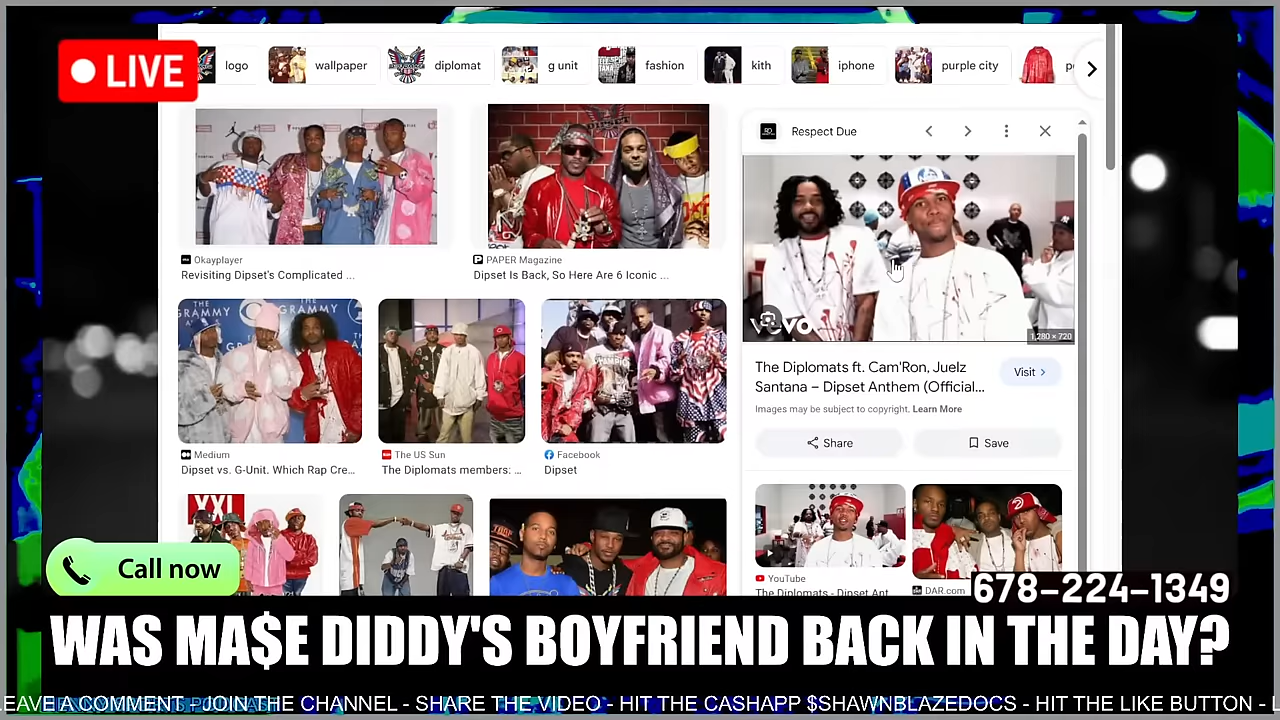 LIVE
logo
wallpaper
diplomat
g unit
fashion
kith
iphone
purple city
Respect Due
Okayplayer
Revisiting Dipset's Complicated ...
PAPER Magazine
Dipset Is Back, So Here Are 6 Iconic ...
THE GRAMMY
THE GRAMMY
vevo
1,280 × 720
The Diplomats ft. Cam'Ron, Juelz
Santana – Dipset Anthem (Official...
Visit
Images may be subject to copyright. Learn More
Share
Save
Medium
Dipset vs. G-Unit. Which Rap Cre...
The US Sun
The Diplomats members: ...
Facebook
Dipset
XXL
YouTube
The Diplomats - Dipset Ant
DAR.com
Call now
678-224-1349
WAS MA$E DIDDY'S BOYFRIEND BACK IN THE DAY?
LEAVE A COMMENT - JOIN THE CHANNEL - SHARE THE VIDEO - HIT THE CASHAPP $SHAWNBLAZEDOCS - HIT THE LIKE BUTTON - L